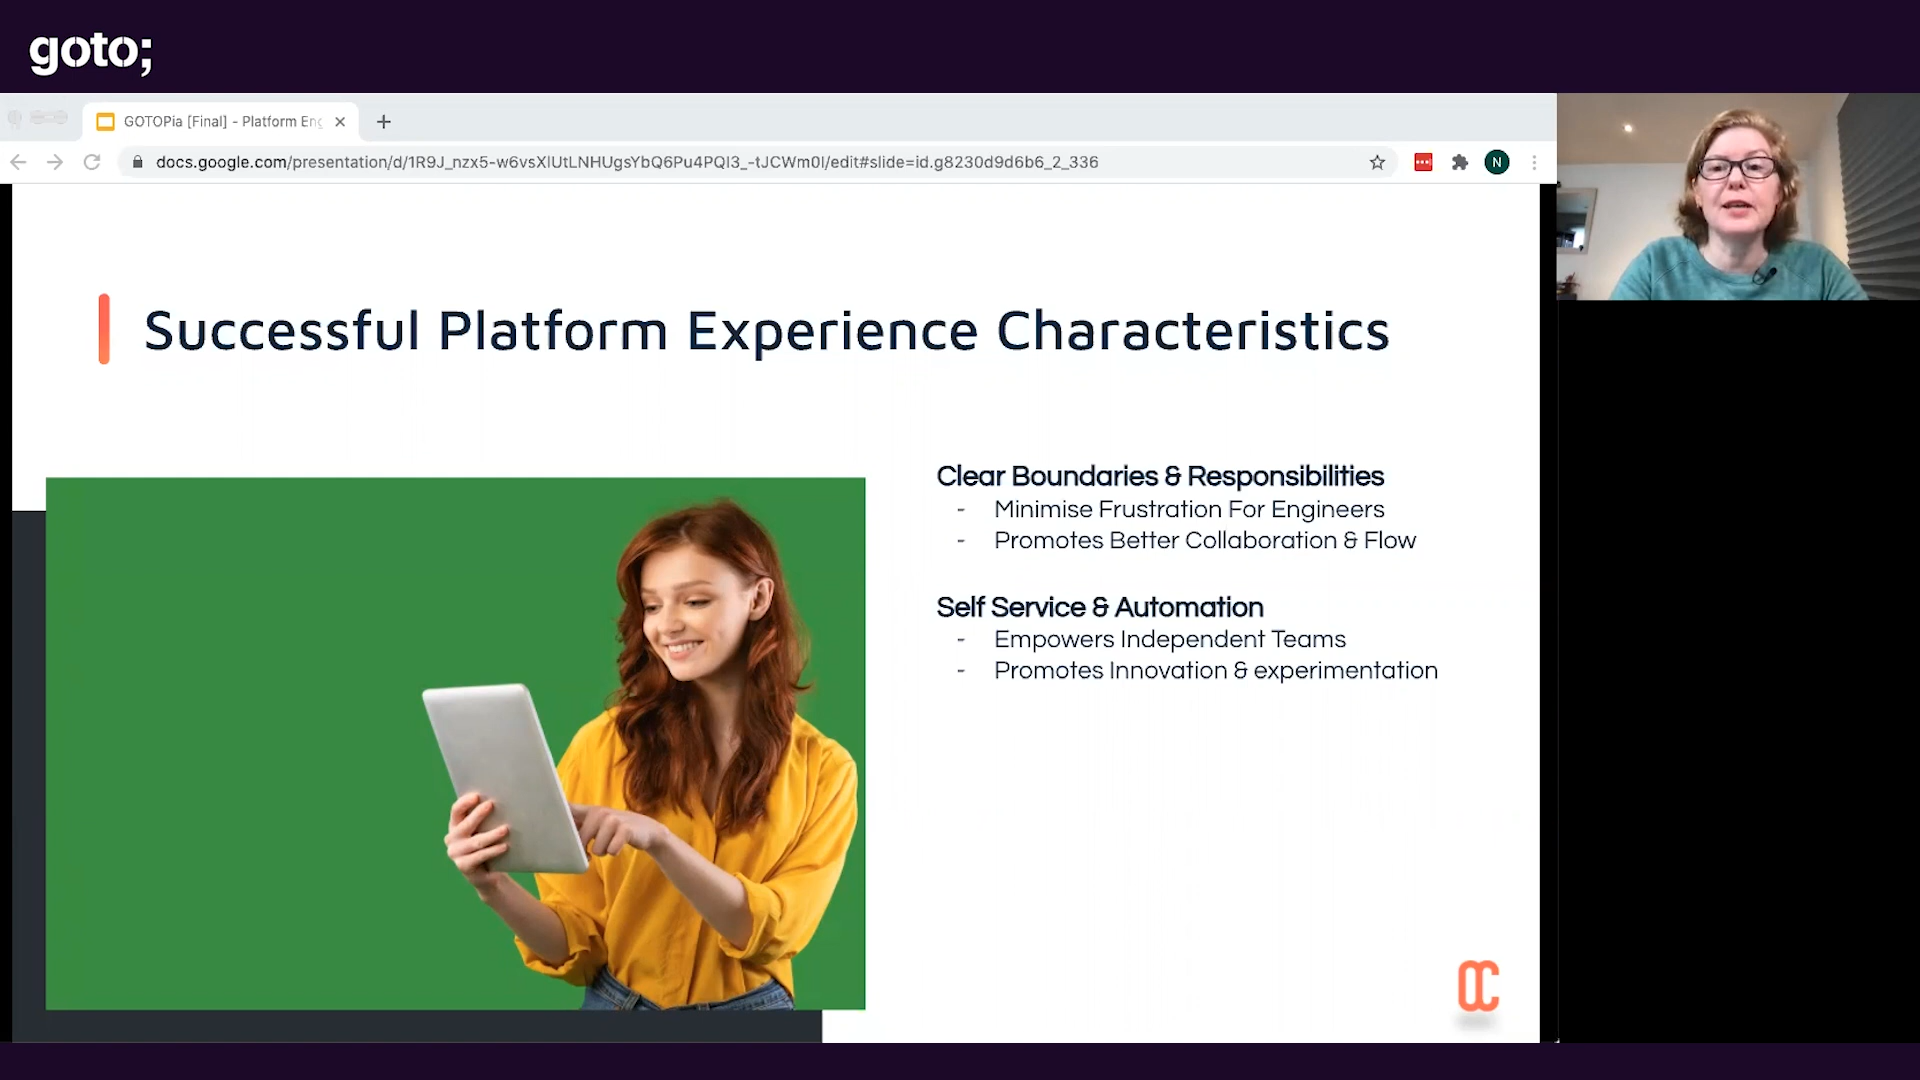 goto;
GOTOPia [Final] - Platform Eng
docs.google.com/presentation/d/1R9J_nzx5-w6vsXlUtLNHUgsYbQ6Pu4PQI3_-tJCWm0I/edit#slide=id.g8230d9d6b6_2_336
N
Successful Platform Experience Characteristics
Clear Boundaries & Responsibilities
- Minimise Frustration For Engineers
- Promotes Better Collaboration & Flow
Self Service & Automation
- Empowers Independent Teams
- Promotes Innovation & experimentation